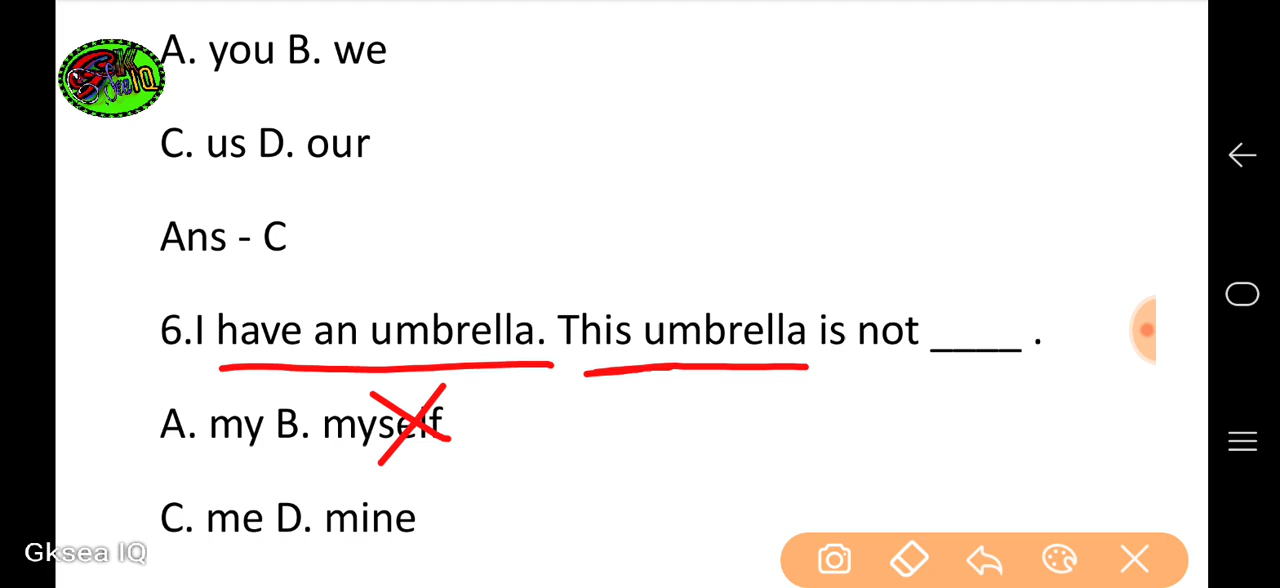 A. you B. we
C. us D. our
Ans - C
6.I have an umbrella. This umbrella is not ____ .
A. my B. myself
C. me D. mine
Gksea IQ